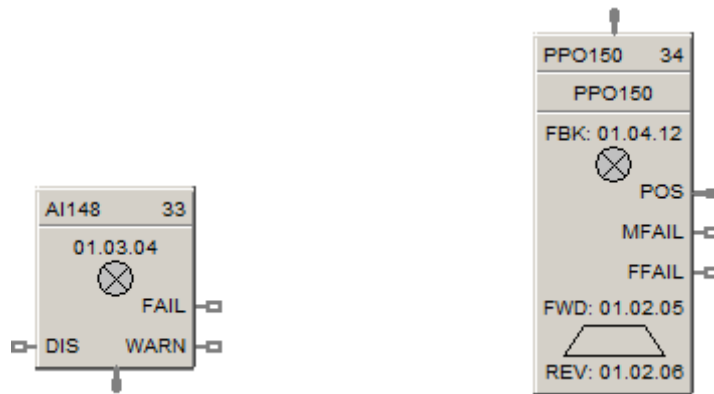 AI148 33
01.03.04
FAIL
DIS WARN
PPO150 34
PPO150
FBK: 01.04.12
POS
MFAIL
FFAIL
FWD: 01.02.05
REV: 01.02.06